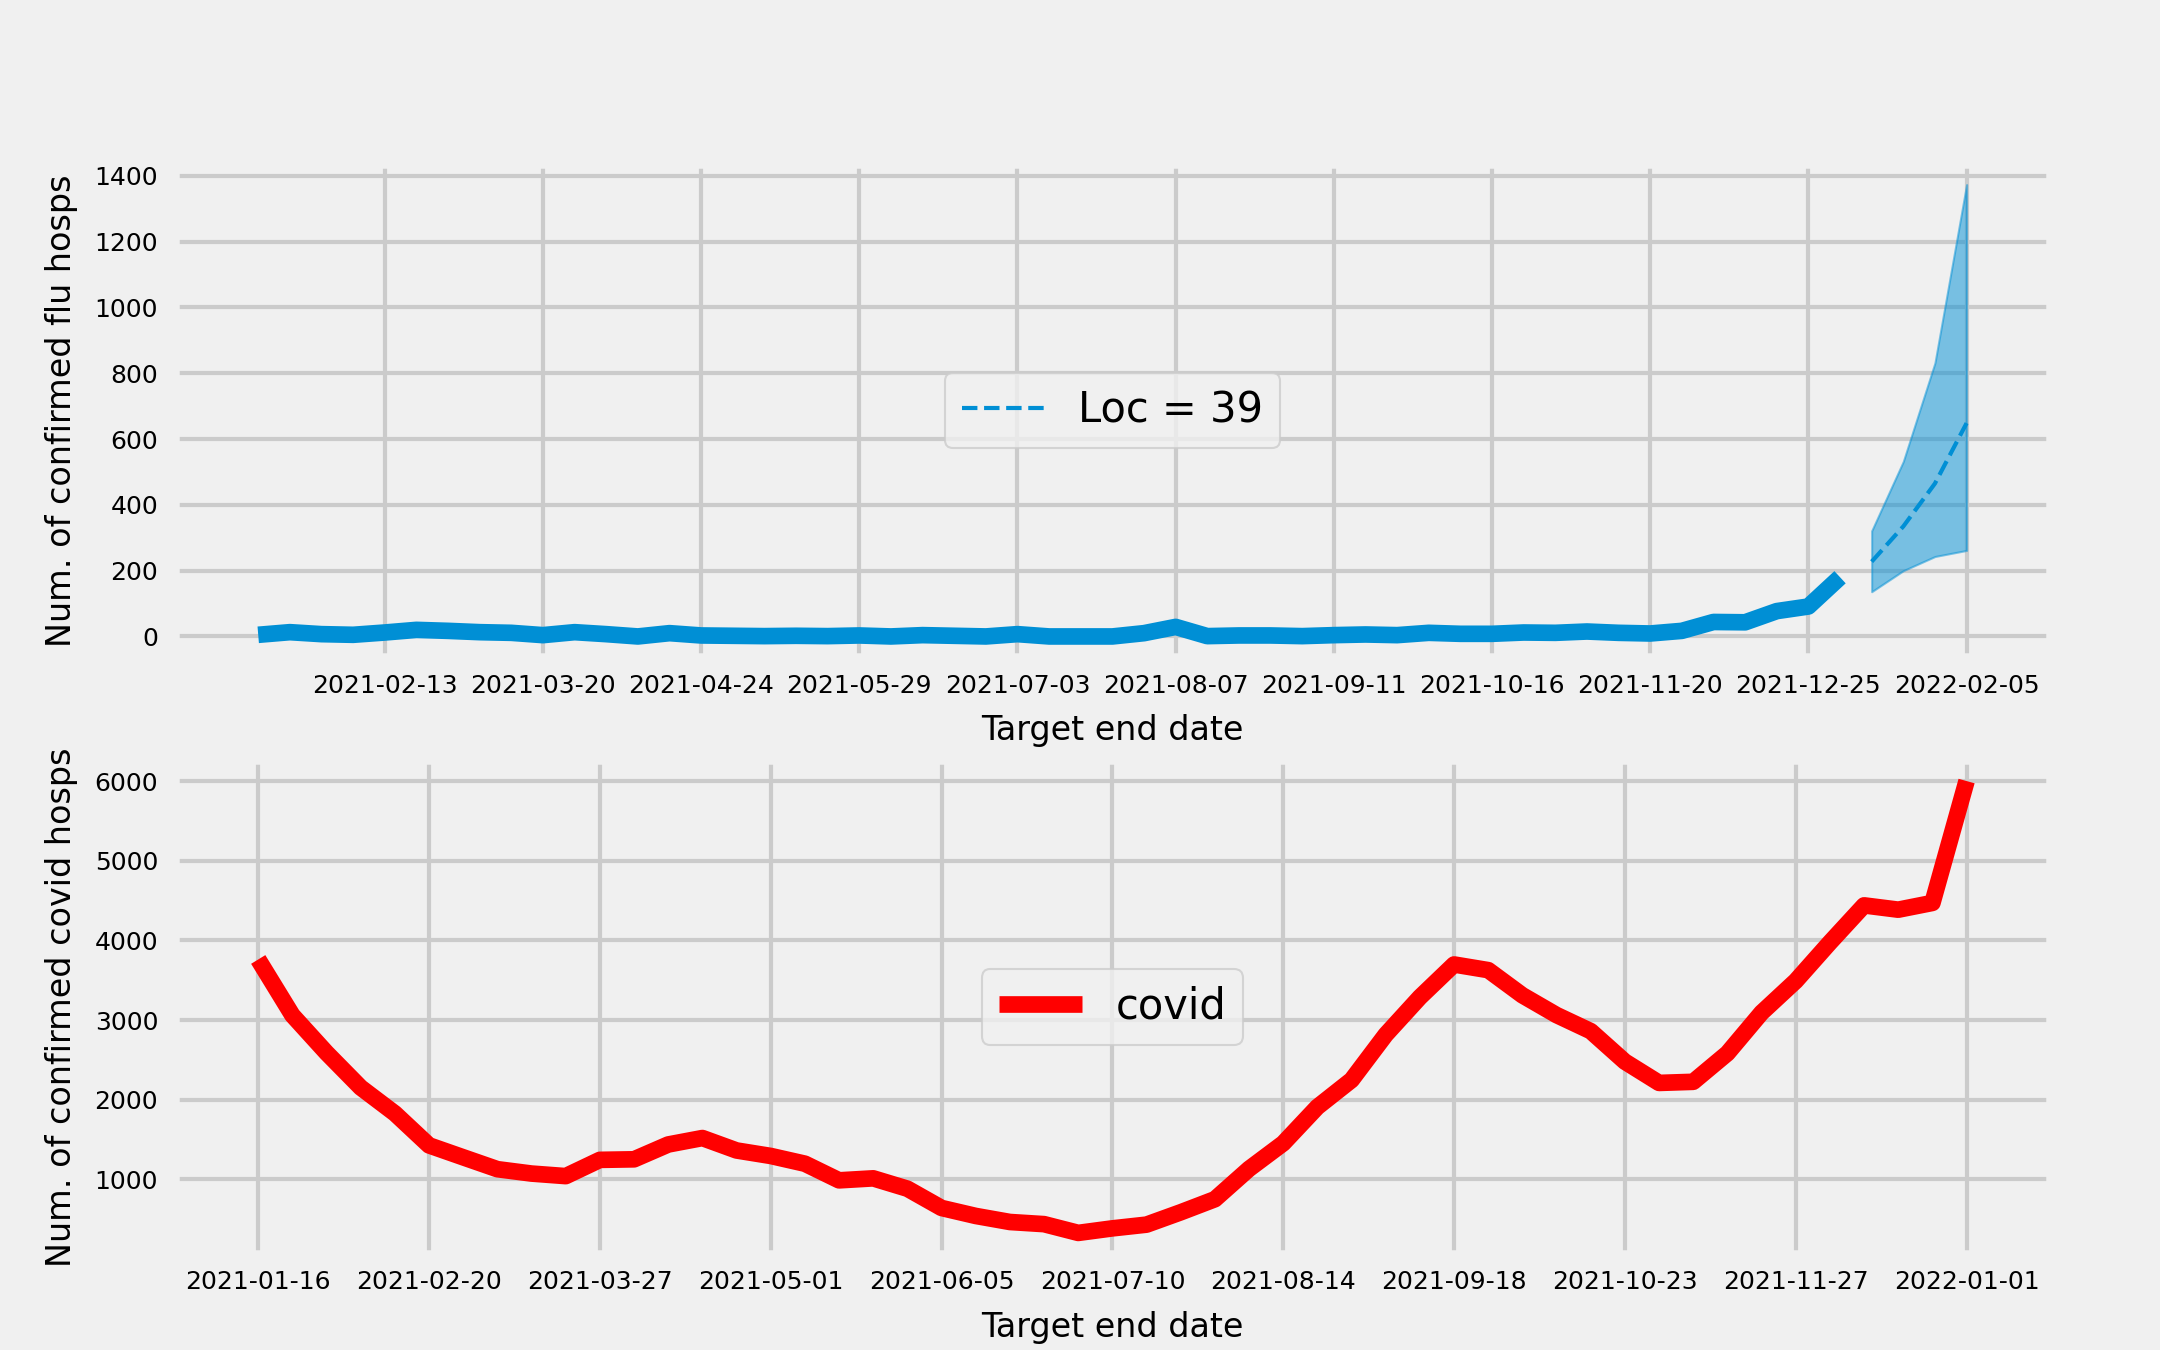 Num. of confirmed flu hosps
1400
1200
1000
800
600
400
200
0
Loc = 39
2021-02-13 2021-03-20 2021-04-24 2021-05-29 2021-07-03 2021-08-07 2021-09-11 2021-10-16 2021-11-20 2021-12-25 2022-02-05
Target end date
Num. of confirmed covid hosps
6000
5000
4000
3000
2000
1000
covid
2021-01-16 2021-02-20 2021-03-27 2021-05-01 2021-06-05 2021-07-10 2021-08-14 2021-09-18 2021-10-23 2021-11-27 2022-01-01
Target end date